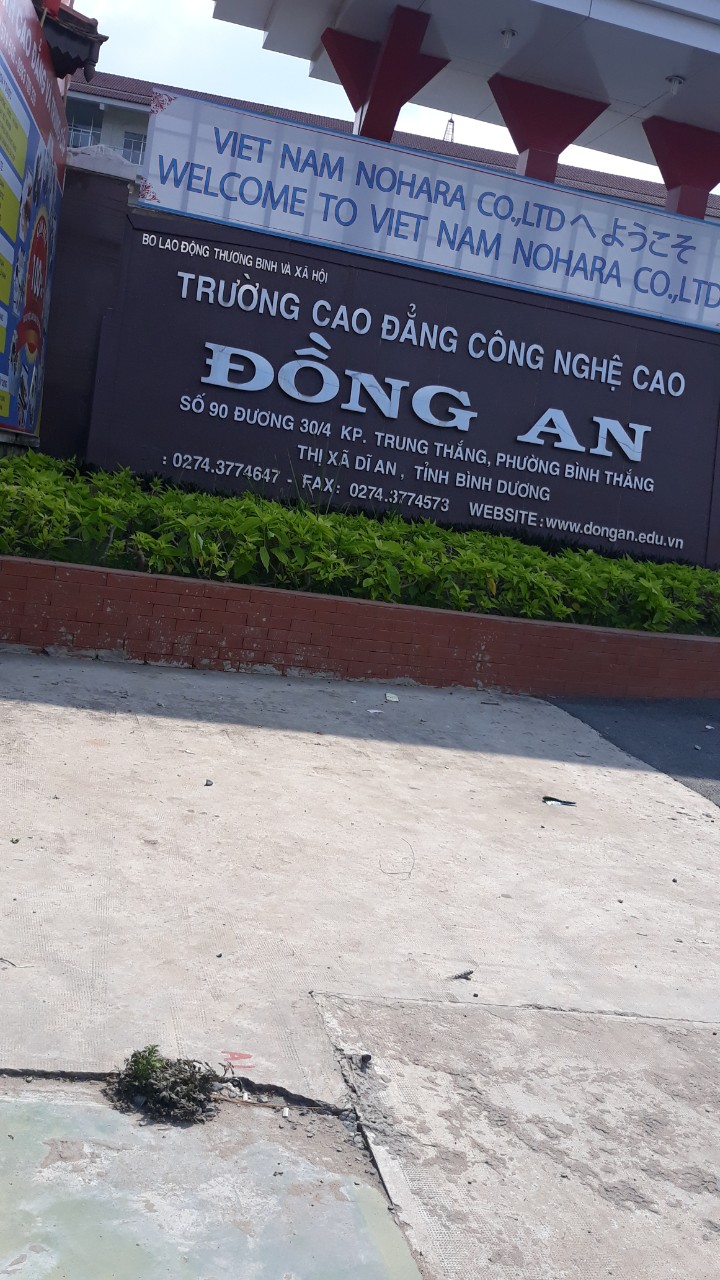 VIET NAM NOHARA CO.,LTD へ ようこそ
WELCOME TO VIET NAM NOHARA CO.,LTD
BO LAO ĐỘNG THƯƠNG BINH VÀ XÃ HỘI
TRƯỜNG CAO ĐẲNG CÔNG NGHỆ CAO
ĐỒNG AN
SỐ 90 ĐƯƠNG 30/4 KP. TRUNG THẮNG, PHƯỜNG BÌNH THẮNG
THỊ XÃ DĨ AN , TỈNH BÌNH DƯƠNG
: 0274.3774647 - FAX: 0274.3774573 WEBSITE : www.dongan.edu.vn